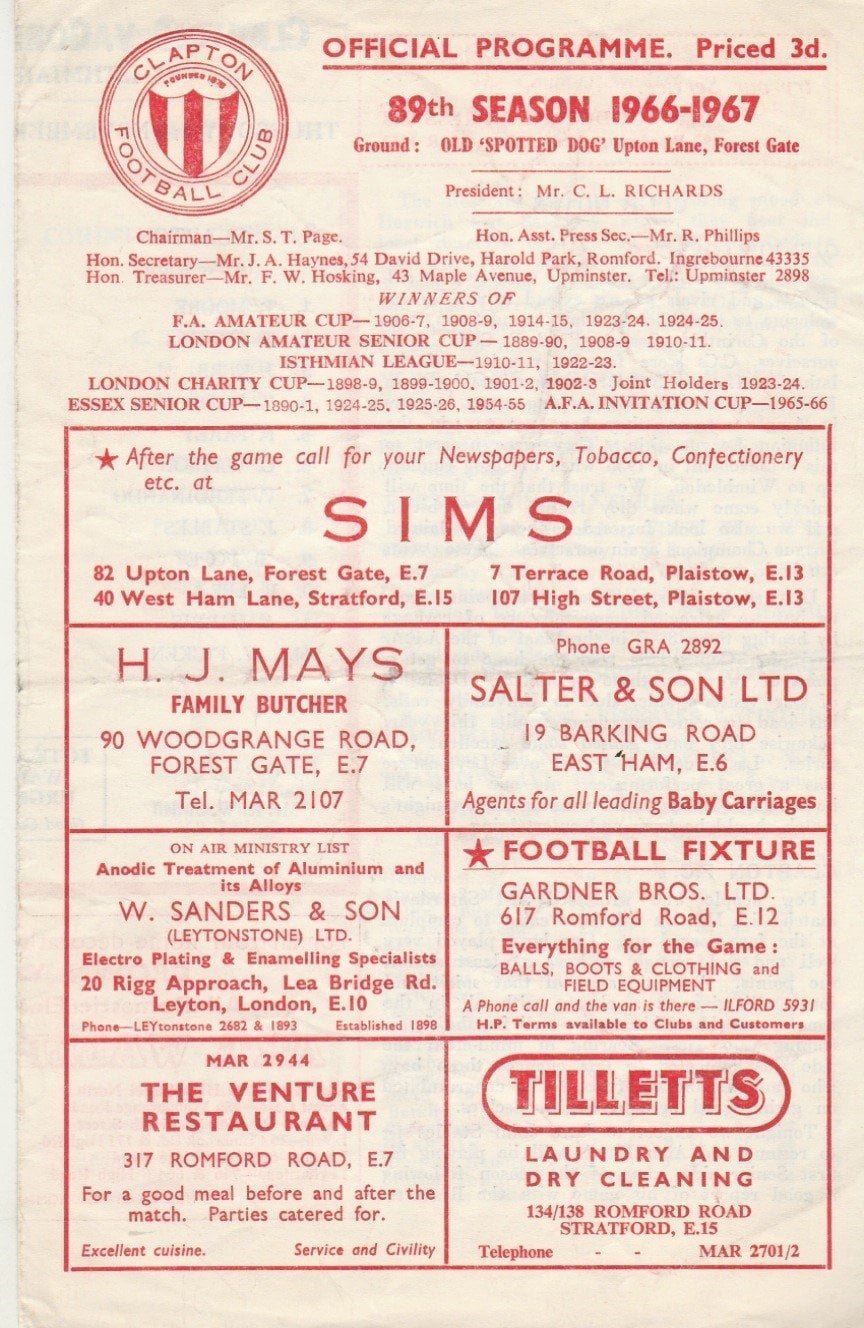 CLAPTON
FOUNDED 1878
FOOTBALL CLUB
OFFICIAL PROGRAMME. Priced 3d.
89th SEASON 1966-1967
Ground : OLD 'SPOTTED DOG' Upton Lane, Forest Gate
President: Mr. C. L. RICHARDS
Chairman—Mr. S. T. Page. Hon. Asst. Press Sec.—Mr. R. Phillips
Hon. Secretary—Mr. J. A. Haynes, 54 David Drive, Harold Park, Romford. Ingrebourne 43335
Hon. Treasurer—Mr. F. W. Hosking, 43 Maple Avenue, Upminster. Tel.: Upminster 2898
WINNERS OF
F.A. AMATEUR CUP—1906-7, 1908-9, 1914-15, 1923-24. 1924-25.
LONDON AMATEUR SENIOR CUP—1889-90, 1908-9 1910-11.
ISTHMIAN LEAGUE—1910-11, 1922-23.
LONDON CHARITY CUP—1898-9, 1899-1900, 1901-2, 1902-3 Joint Holders 1923-24.
ESSEX SENIOR CUP—1890-1, 1924-25, 1925-26, 1954-55 A.F.A. INVITATION CUP—1965-66
★ After the game call for your Newspapers, Tobacco, Confectionery
etc. at
SIMS
82 Upton Lane, Forest Gate, E.7 7 Terrace Road, Plaistow, E.13
40 West Ham Lane, Stratford, E.15 107 High Street, Plaistow, E.13
H. J. MAYS
FAMILY BUTCHER
90 WOODGRANGE ROAD,
FOREST GATE, E.7
Tel. MAR 2107
Phone GRA 2892
SALTER & SON LTD
19 BARKING ROAD
EAST HAM, E.6
Agents for all leading Baby Carriages
ON AIR MINISTRY LIST
Anodic Treatment of Aluminium and
its Alloys
W. SANDERS & SON
(LEYTONSTONE) LTD.
Electro Plating & Enamelling Specialists
20 Rigg Approach, Lea Bridge Rd.
Leyton, London, E.10
Phone—LEYtonstone 2682 & 1893 Established 1898
★ FOOTBALL FIXTURE
GARDNER BROS. LTD.
617 Romford Road, E.12
Everything for the Game :
BALLS, BOOTS & CLOTHING and
FIELD EQUIPMENT
A Phone call and the van is there — ILFORD 5931
H.P. Terms available to Clubs and Customers
MAR 2944
THE VENTURE
RESTAURANT
317 ROMFORD ROAD, E.7
For a good meal before and after the
match. Parties catered for.
Excellent cuisine. Service and Civility
TILLETTS
LAUNDRY AND
DRY CLEANING
134/138 ROMFORD ROAD
STRATFORD, E.15
Telephone - - MAR 2701/2